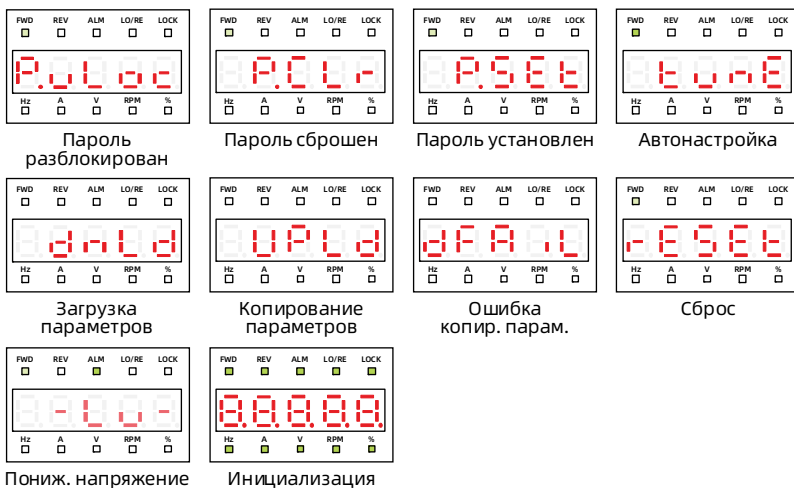 FWD REV ALM LO/RE LOCK FWD REV ALM LO/RE LOCK FWD REV ALM LO/RE LOCK FWD REV ALM LO/RE LOCK
P.uLoc P.CLr P.SEt tunE
Hz A V RPM % Hz A V RPM % Hz A V RPM % Hz A V RPM %
Пароль разблокирован
Пароль сброшен
Пароль установлен
Автонастройка
FWD REV ALM LO/RE LOCK FWD REV ALM LO/RE LOCK FWD REV ALM LO/RE LOCK FWD REV ALM LO/RE LOCK
dnLd UPLd dFAiL rESEt
Hz A V RPM % Hz A V RPM % Hz A V RPM % Hz A V RPM %
Загрузка
параметров
Копирование
параметров
Ошибка
копир. парам.
Сброс
FWD REV ALM LO/RE LOCK FWD REV ALM LO/RE LOCK
-Lu- 8.8.8.8.8.
Hz A V RPM % Hz A V RPM %
Пониж. напряжение
Инициализация